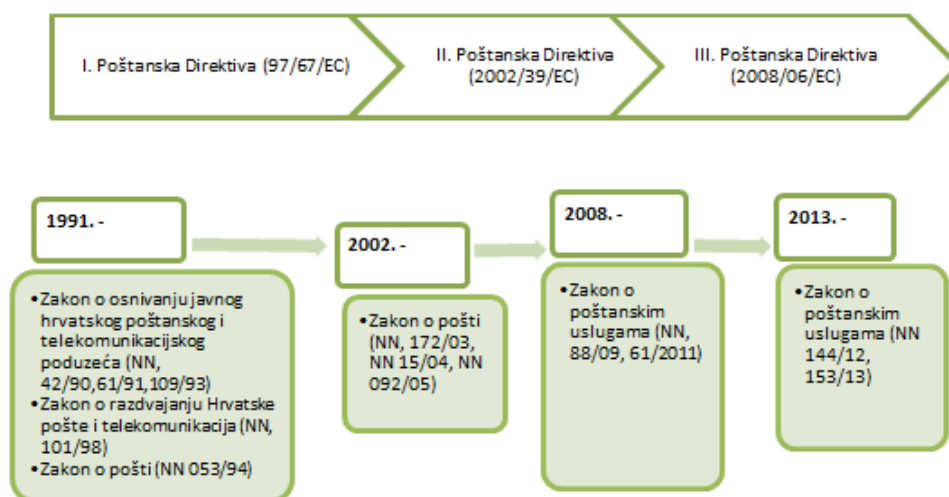 I. Poštanska Direktiva (97/67/EC)
II. Poštanska Direktiva
(2002/39/EC)
III. Poštanska Direktiva
(2008/06/EC)
1991. -
•Zakon o osnivanju javnog
hrvatskog poštanskog i
telekomunikacijskog
poduzeća (NN,
42/90,61/91,109/93)
•Zakon o razdvajanju Hrvatske
pošte i telekomunikacija (NN,
101/98)
•Zakon o pošti (NN 053/94)
2002. -
•Zakon o pošti
(NN, 172/03,
NN 15/04, NN
092/05)
2008. -
•Zakon o
poštanskim
uslugama (NN,
88/09, 61/2011)
2013. -
•Zakon o
poštanskim
uslugama (NN
144/12,
153/13)